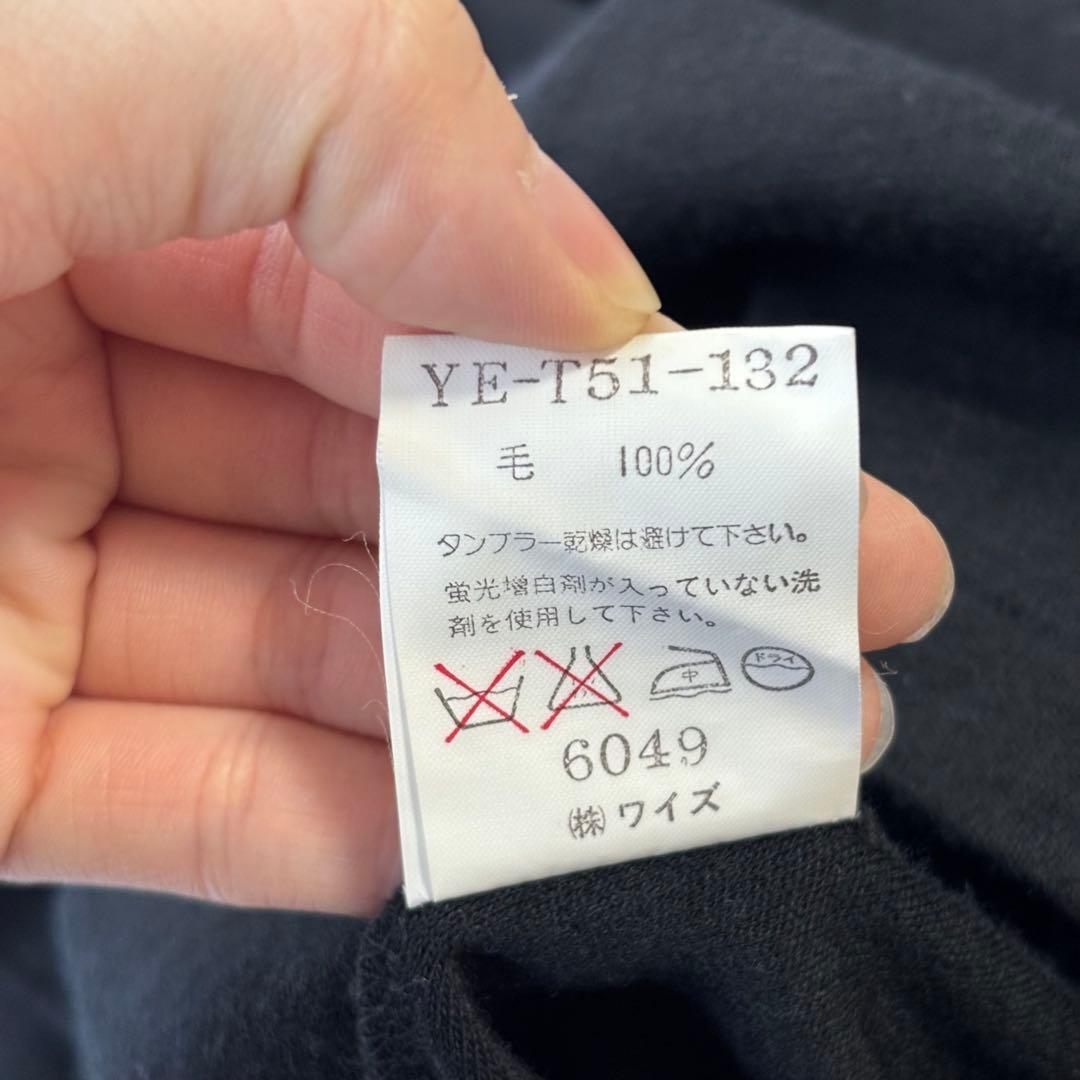 YE-T51-132
毛 100%
タンブラー乾燥は避けて下さい。
蛍光増白剤が入っていない洗
剤を使用して下さい。
中 ドライ
6049
㈱ワイズ